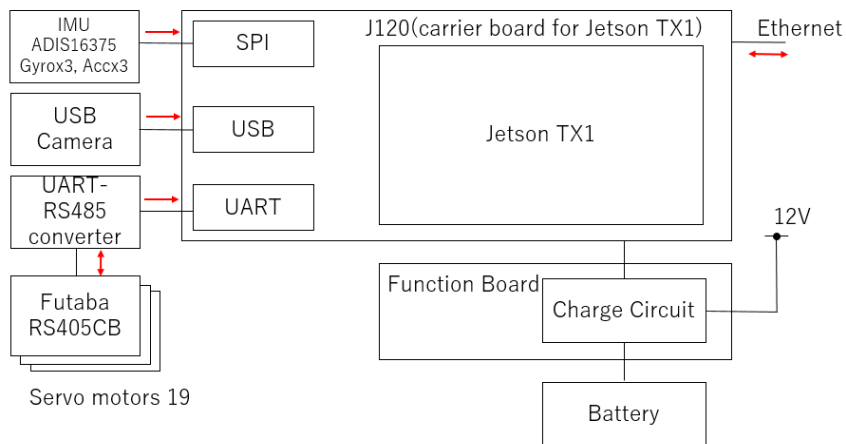 IMU
ADIS16375
Gyrox3, Accx3
SPI
J120(carrier board for Jetson TX1)
Ethernet
USB
Camera
USB
Jetson TX1
UART-
RS485
converter
UART
12V
Function Board
Charge Circuit
Futaba
RS405CB
Servo motors 19
Battery